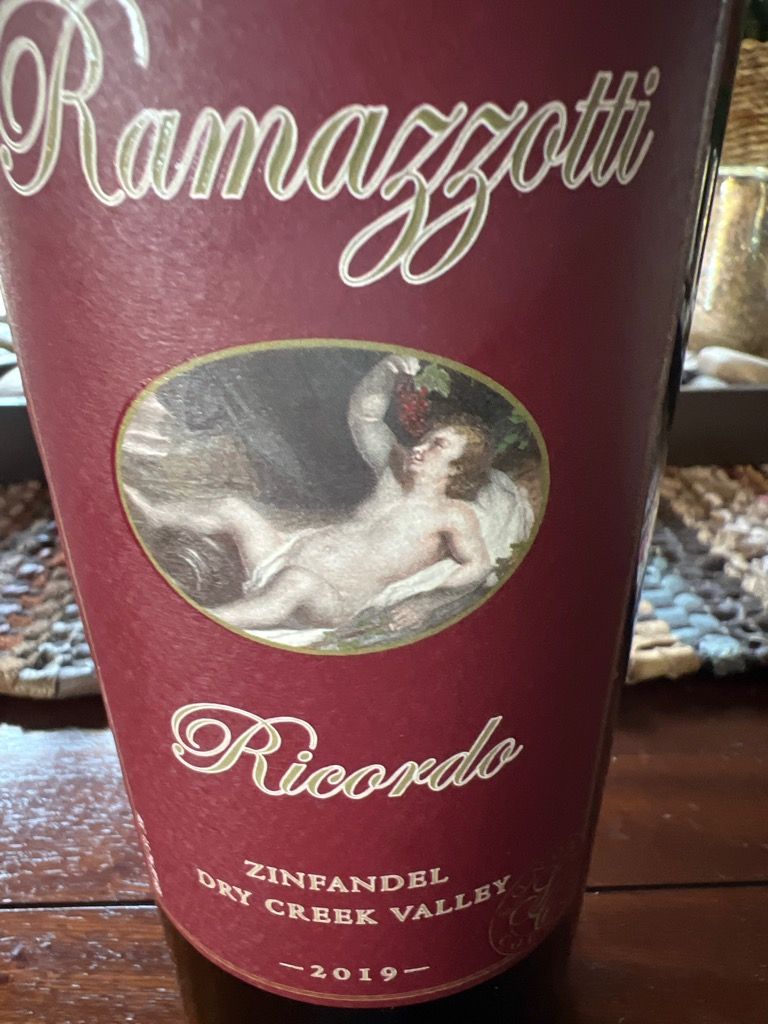 Ramazzotti
Ricordo
ZINFANDEL
DRY CREEK VALLEY
—2019—